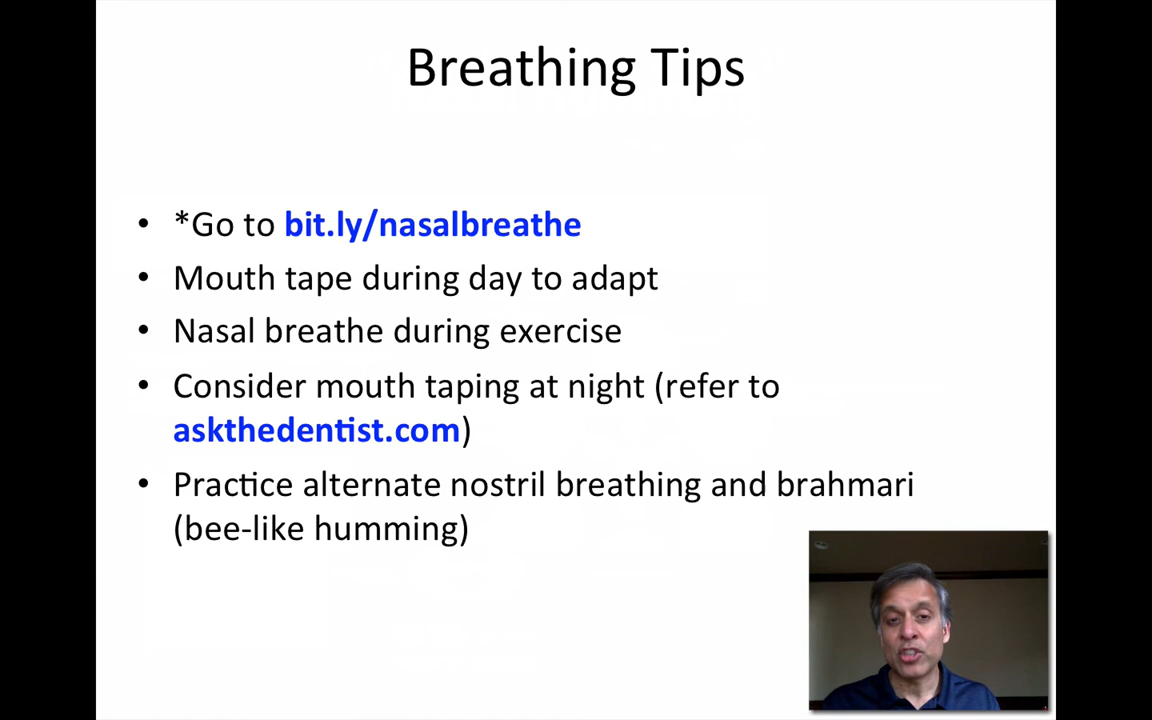 Breathing Tips
• *Go to bit.ly/nasalbreathe
• Mouth tape during day to adapt
• Nasal breathe during exercise
• Consider mouth taping at night (refer to
askthedentist.com)
• Practice alternate nostril breathing and brahmari
(bee-like humming)